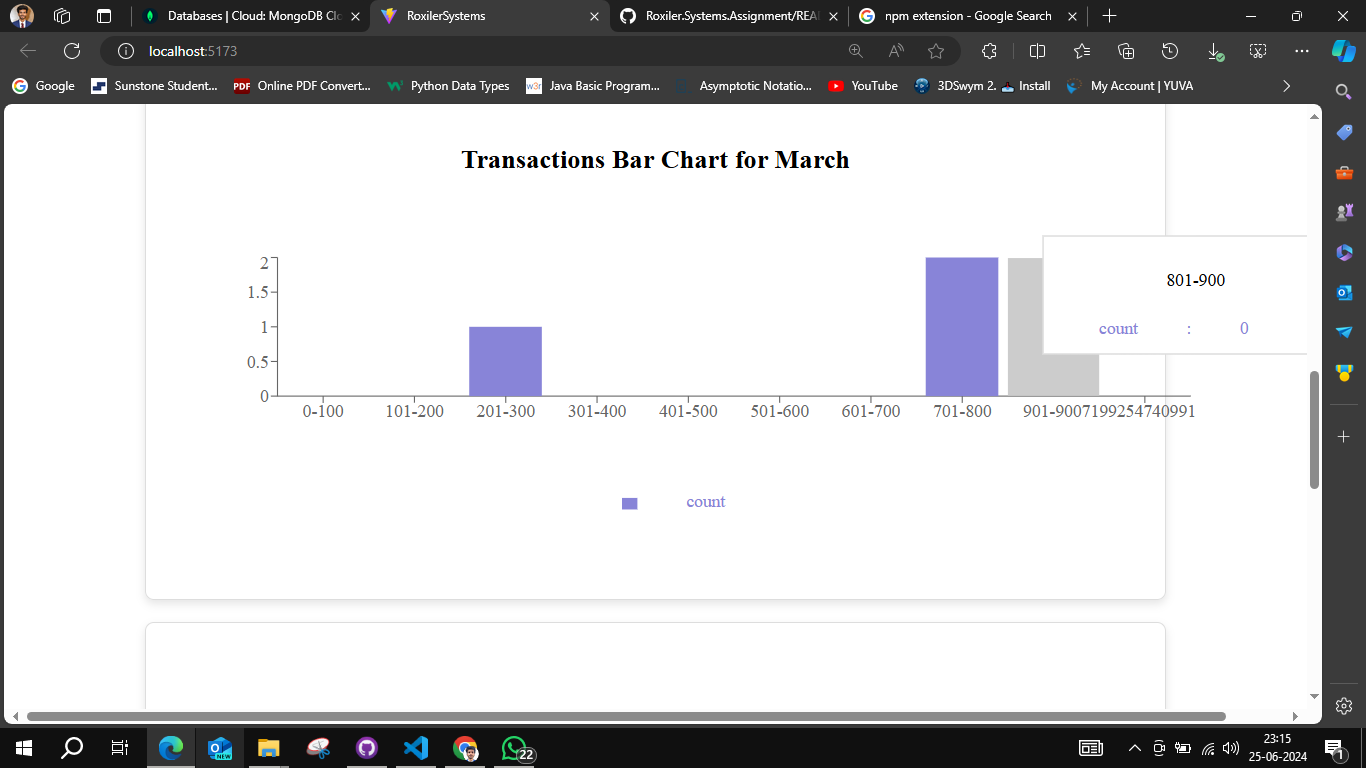 Databases | Cloud: MongoDB Clo
RoxilerSystems
Roxiler.Systems.Assignment/REA
npm extension - Google Search
localhost:5173
Google
Sunstone Student...
PDF
Online PDF Convert...
Python Data Types
w3r
Java Basic Program...
Asymptotic Notatio...
YouTube
3DSwym 2.
Install
My Account | YUVA
Transactions Bar Chart for March
2
1.5
1
0.5
0
801-900
count : 0
0-100 101-200 201-300 301-400 401-500 501-600 601-700 701-800 901-9007199254740991
count
NEW
22
23:15
25-06-2024
1